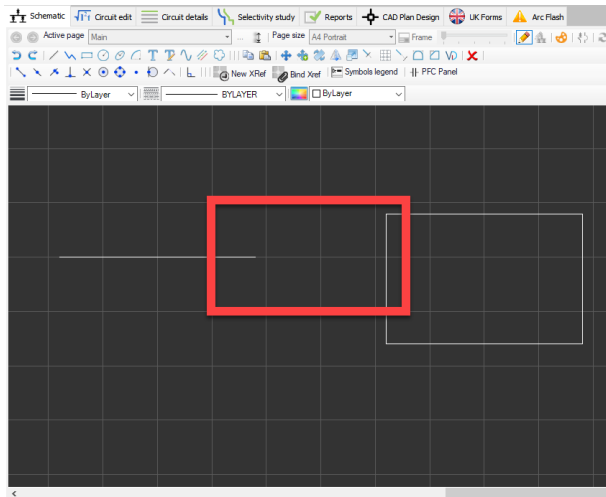 Schematic Circuit edit Circuit details Selectivity study Reports CAD Plan Design UK Forms Arc Flash
Active page Main ... Page size A4 Portrait Frame
New XRef Bind Xref Symbols legend PFC Panel
ByLayer BYLAYER ByLayer